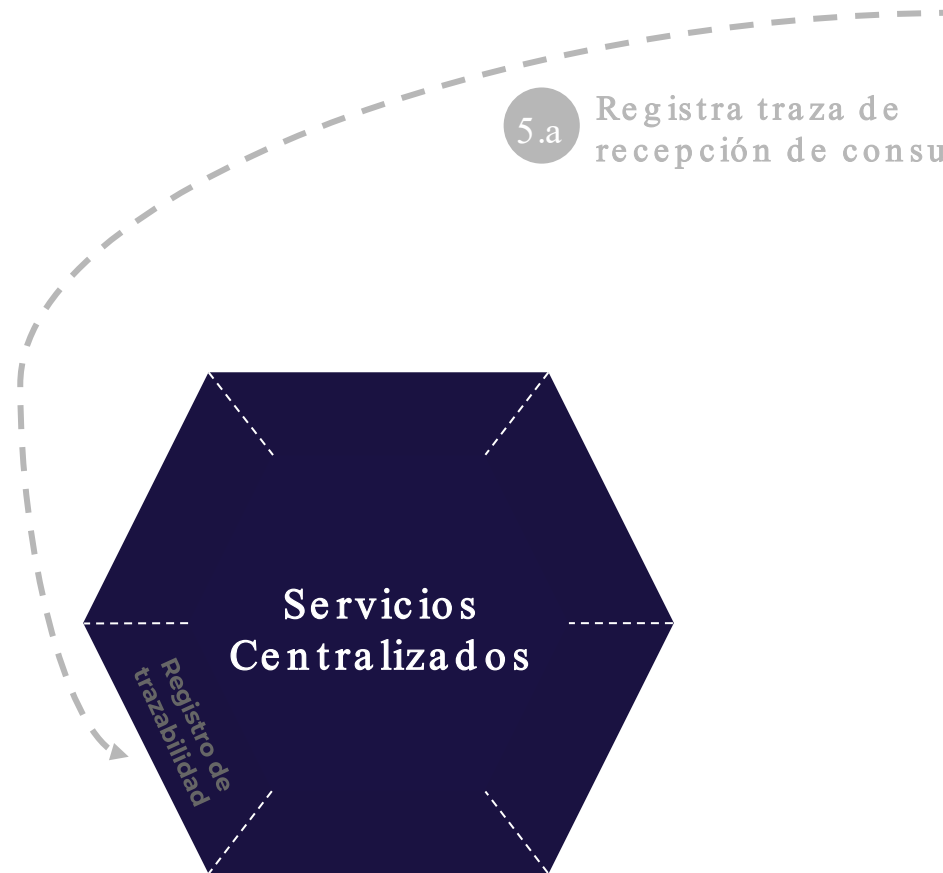 5.a
Registra traza de
recepción de consu
Servicios
Centralizados
Registro de
trazabilidad